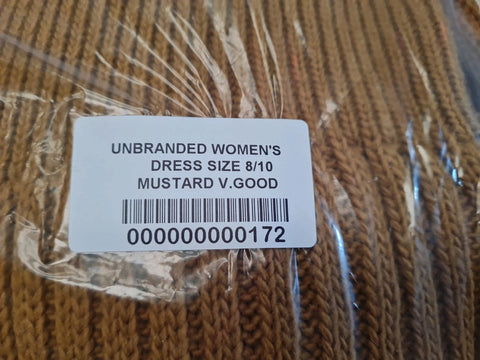 UNBRANDED WOMEN'S
DRESS SIZE 8/10
MUSTARD V.GOOD
000000000172